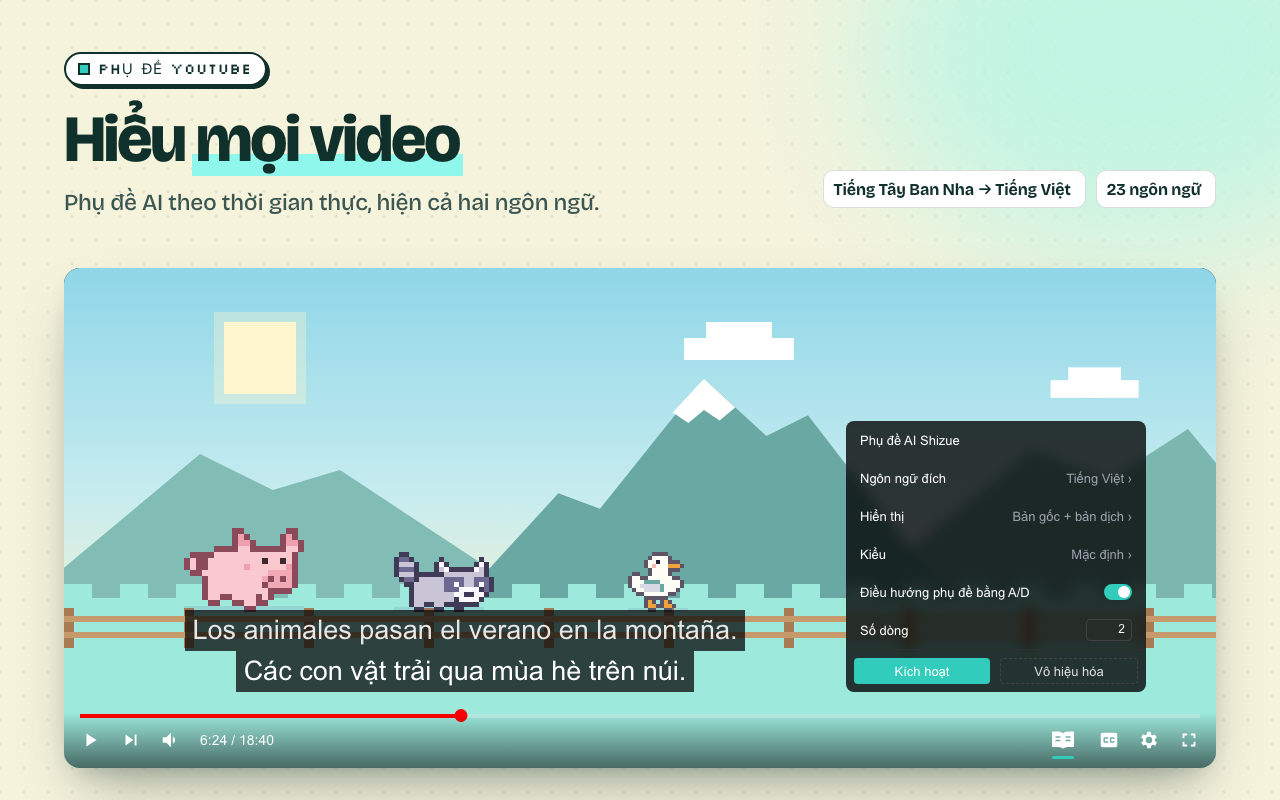 PHỤ ĐỀ YOUTUBE
Hiểu mọi video
Phụ đề AI theo thời gian thực, hiện cả hai ngôn ngữ.
Tiếng Tây Ban Nha → Tiếng Việt
23 ngôn ngữ
Phụ đề AI Shizue
Ngôn ngữ đích
Tiếng Việt ›
Hiển thị
Bản gốc + bản dịch ›
Kiểu
Mặc định ›
Điều hướng phụ đề bằng A/D
Số dòng
2
Kích hoạt
Vô hiệu hóa
Los animales pasan el verano en la montaña.
Các con vật trải qua mùa hè trên núi.
6:24 / 18:40
CC